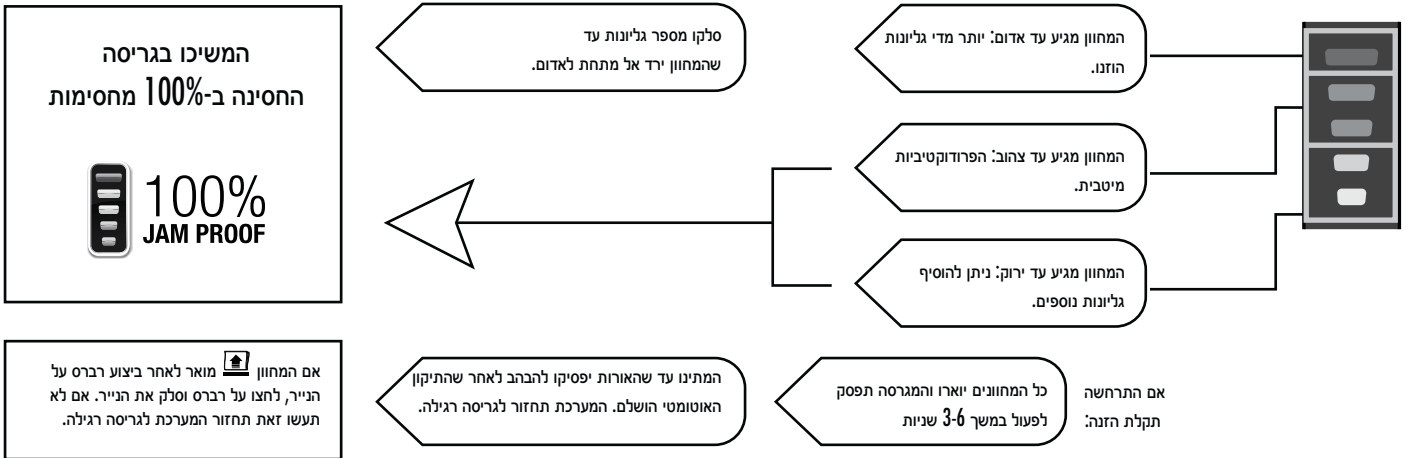 המחוון מגיע עד אדום: יותר מדי גליונות
הוזנו.
סלקו מספר גליונות עד
שהמחוון ירד אל מתחת לאדום.
המחוון מגיע עד צהוב: הפרודוקטיביות
מיטבית.
המחוון מגיע עד ירוק: ניתן להוסיף
גליונות נוספים.
המשיכו בגריסה
החסינה ב-100% מחסימות
100%
JAM PROOF
אם התרחשה
תקלת הזנה:
כל המחוונים יוארו והמגרסה תפסק
לפעול במשך 3-6 שניות
המתינו עד שהאורות יפסיקו להבהב לאחר שהתיקון
האוטומטי הושלם. המערכת תחזור לגריסה רגילה.
אם המחוון מואר לאחר ביצוע רברס על
הנייר, לחצו על רברס וסלק את הנייר. אם לא
תעשו זאת תחזור המערכת לגריסה רגילה.